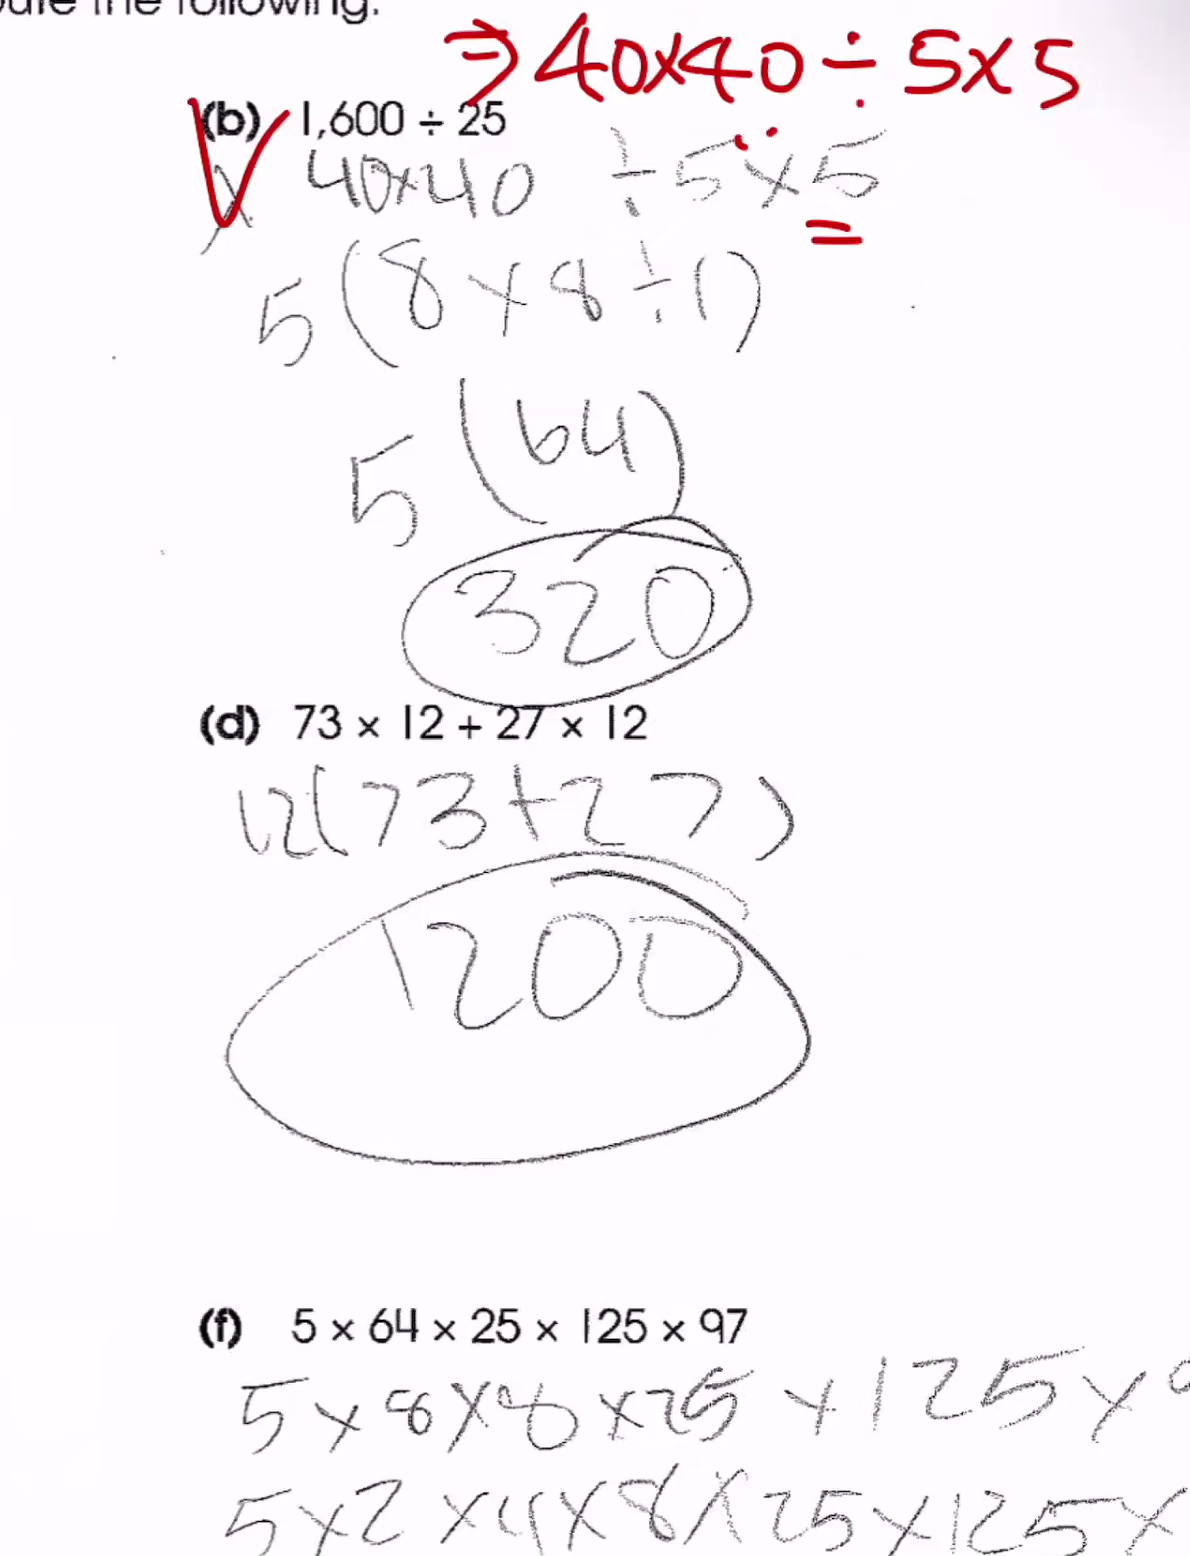 following.
⇒ 40×40 ÷ 5×5
(b) 1,600 ÷ 25
40×40 ÷ 5 × 5
5 (8 × 8 ÷ 1)
5 (64)
320
(d) 73 × 12 + 27 × 12
12(73+27)
1200
(f) 5 × 64 × 25 × 125 × 97
5 × 8 × 8 × 25 × 125 ×
5 × 2 × 4 × 8 × 25 × 125 ×